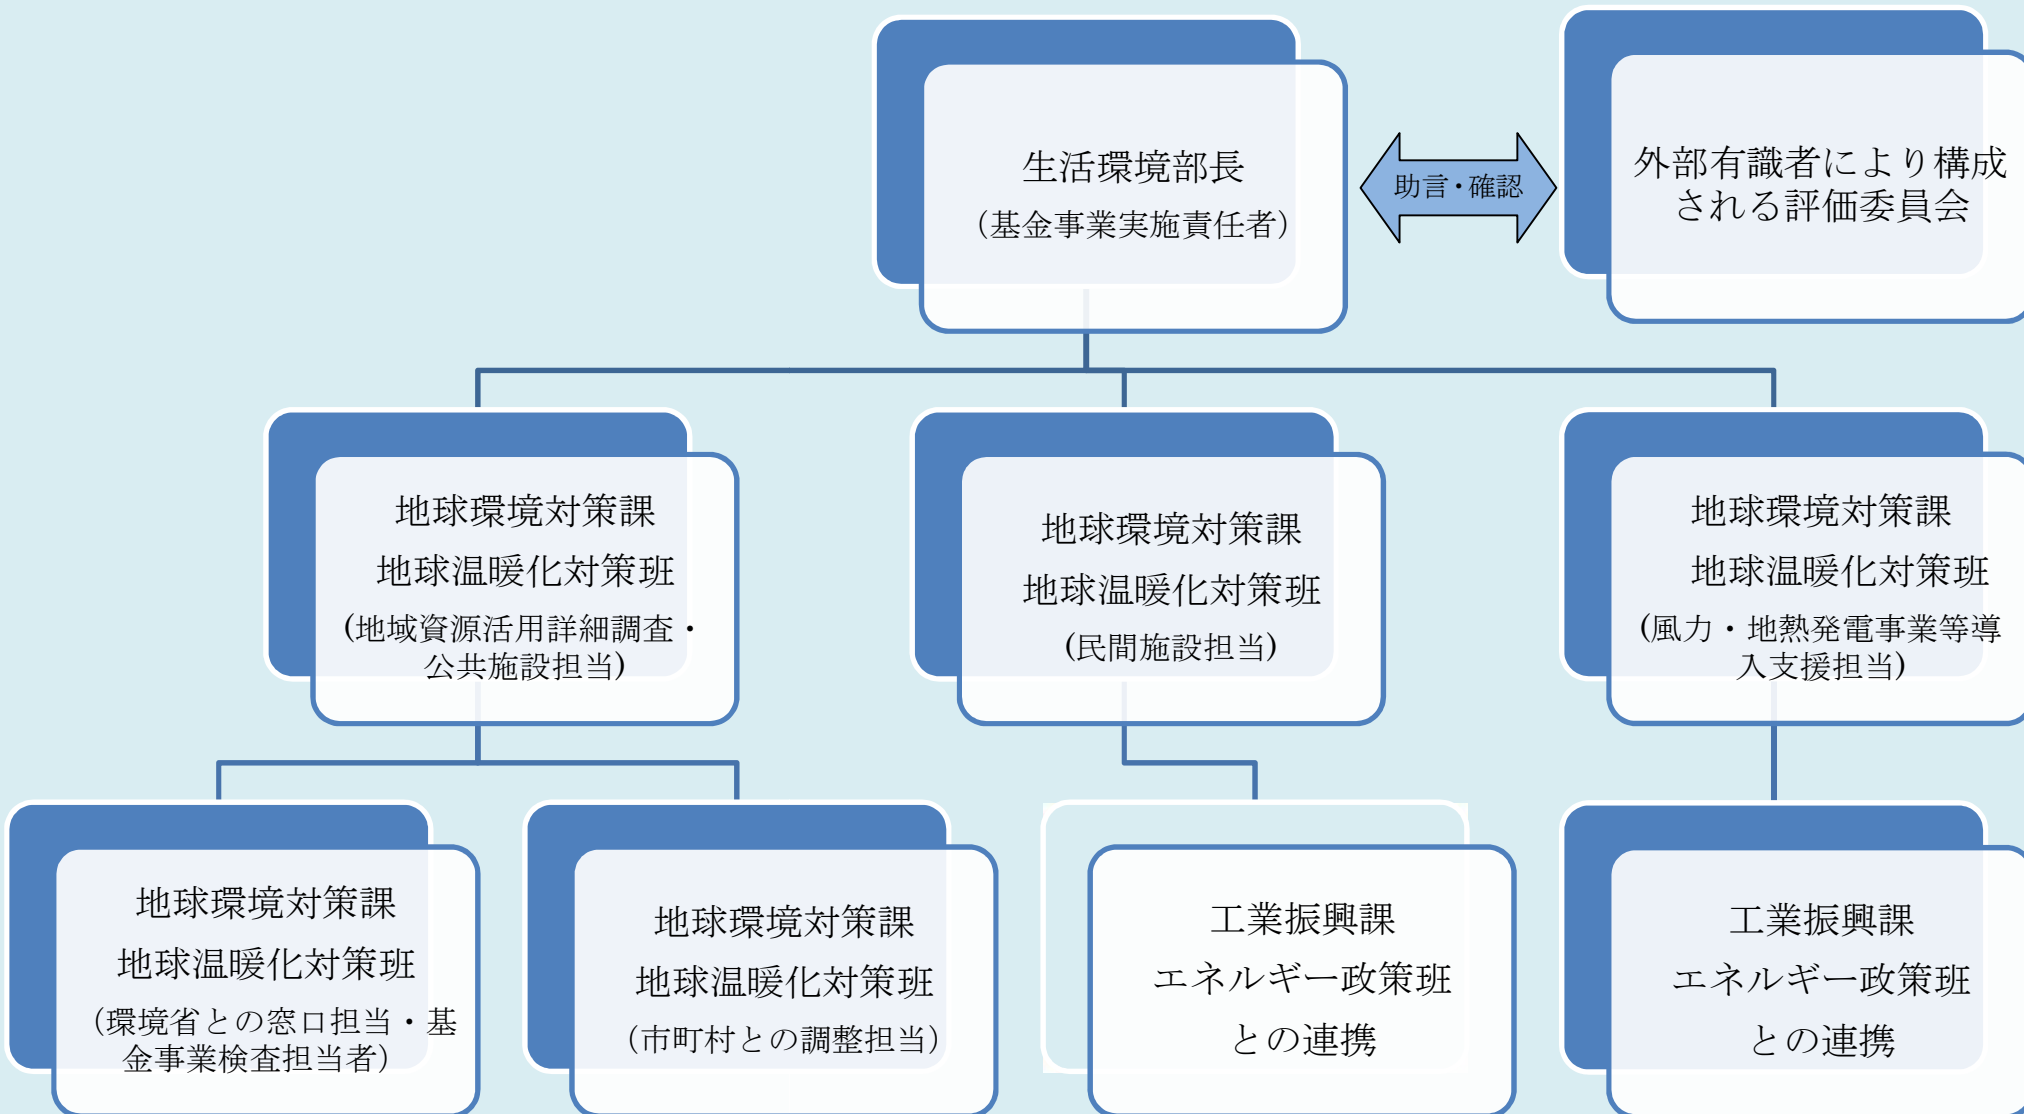 生活環境部長
（基金事業実施責任者）
助言・確認
外部有識者により構成
される評価委員会
地球環境対策課
地球温暖化対策班
(地域資源活用詳細調査・
公共施設担当)
地球環境対策課
地球温暖化対策班
(民間施設担当)
地球環境対策課
地球温暖化対策班
(風力・地熱発電事業等導
入支援担当)
地球環境対策課
地球温暖化対策班
（環境省との窓口担当・基
金事業検査担当者）
地球環境対策課
地球温暖化対策班
（市町村との調整担当）
工業振興課
エネルギー政策班
との連携
工業振興課
エネルギー政策班
との連携